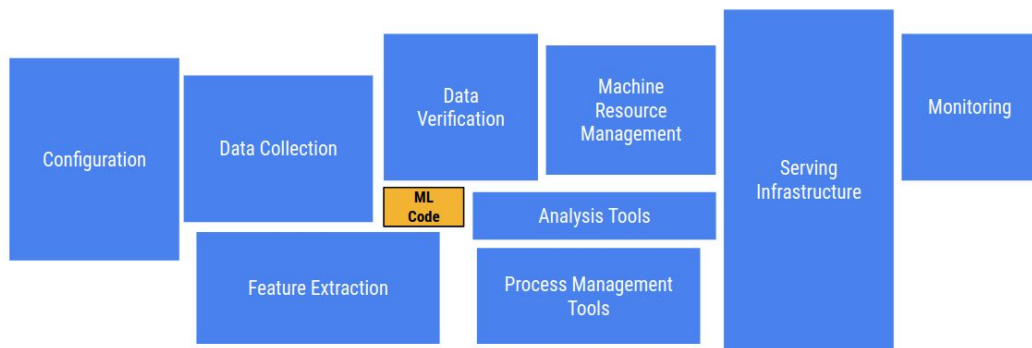 Configuration
Data Collection
Data
Verification
Machine
Resource
Management
Serving
Infrastructure
Monitoring
ML
Code
Analysis Tools
Feature Extraction
Process Management
Tools